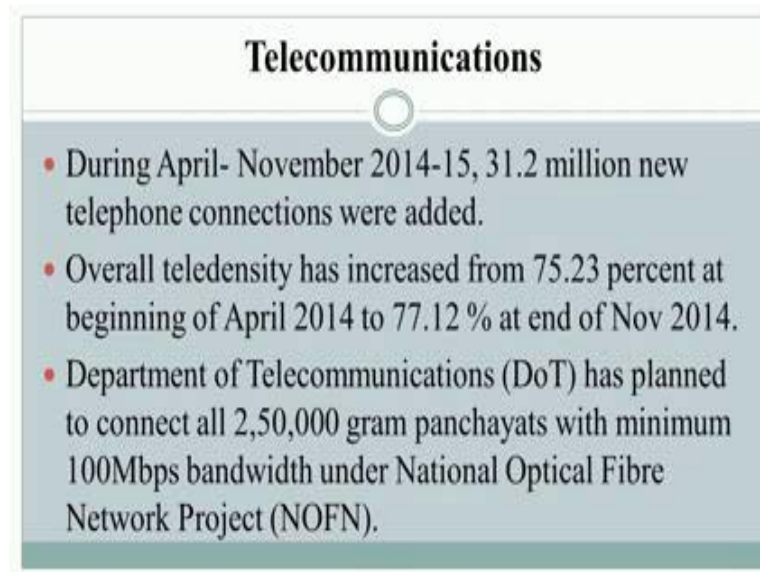 Telecommunications
During April- November 2014-15, 31.2 million new
telephone connections were added.
Overall teledensity has increased from 75.23 percent at
beginning of April 2014 to 77.12 % at end of Nov 2014.
Department of Telecommunications (DoT) has planned
to connect all 2,50,000 gram panchayats with minimum
100Mbps bandwidth under National Optical Fibre
Network Project (NOFN).